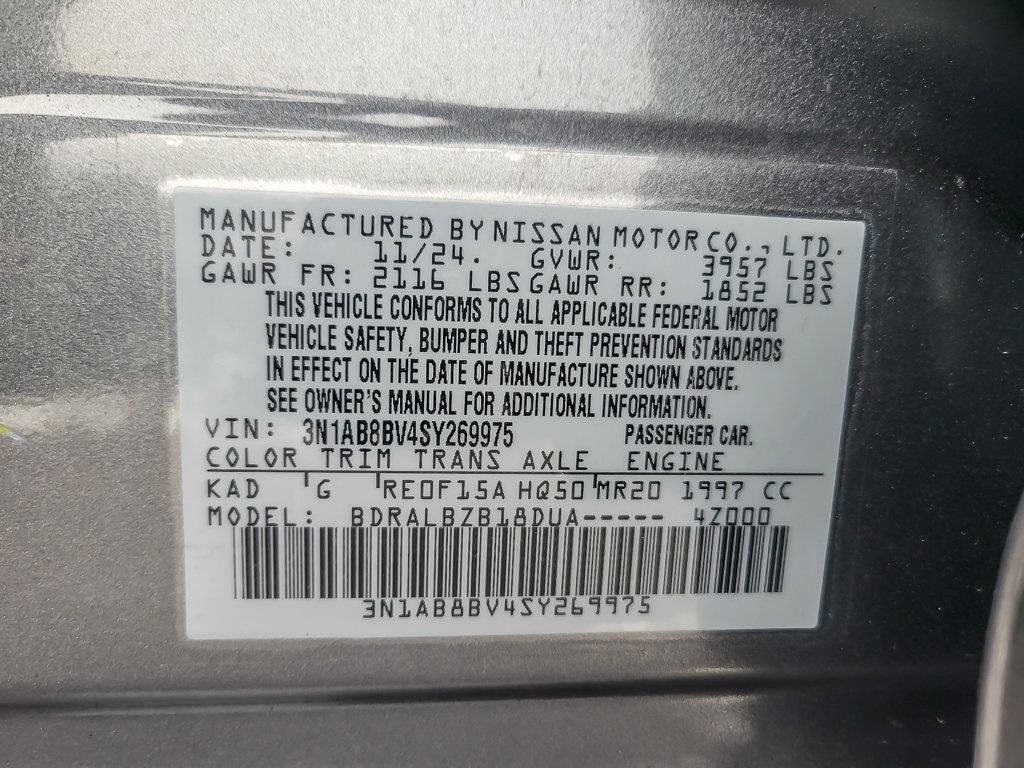 MANUFACTURED BY NISSAN MOTOR CO., LTD.
DATE: 11/24. GVWR: 3957 LBS
GAWR FR: 2116 LBS GAWR RR: 1852 LBS
THIS VEHICLE CONFORMS TO ALL APPLICABLE FEDERAL MOTOR
VEHICLE SAFETY, BUMPER AND THEFT PREVENTION STANDARDS
IN EFFECT ON THE DATE OF MANUFACTURE SHOWN ABOVE.
SEE OWNER'S MANUAL FOR ADDITIONAL INFORMATION.
VIN: 3N1AB8BV4SY269975 PASSENGER CAR.
COLOR TRIM TRANS AXLE ENGINE
KAD G RE0F15A HQ50 MR20 1997 CC
MODEL: BDRALBZB18DUA----- 4Z000
3N1AB8BV4SY269975